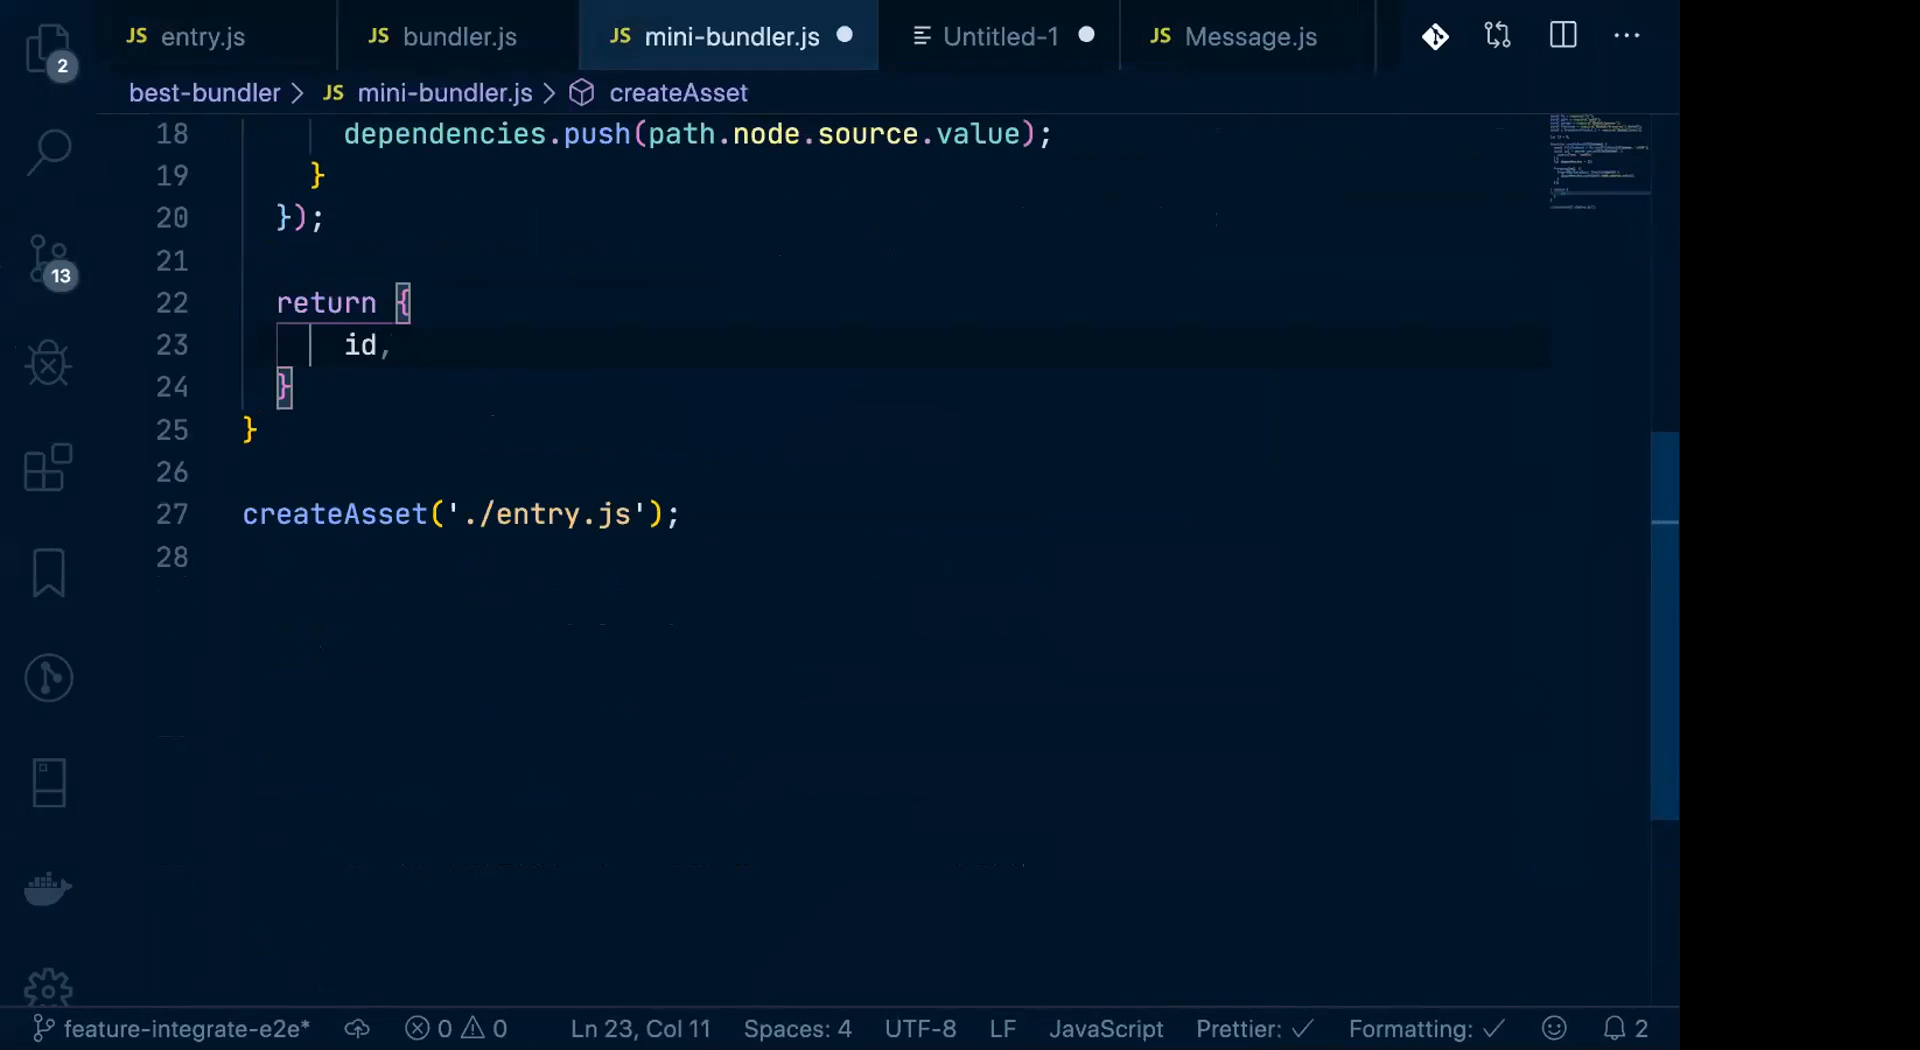 2
JS entry.js
JS bundler.js
JS mini-bundler.js
Untitled-1
JS Message.js
best-bundler > JS mini-bundler.js > createAsset
18 dependencies.push(path.node.source.value);
19 }
20 });
21
22 return {
23 id,
24 }
25 }
26
27 createAsset('./entry.js');
28
13
feature-integrate-e2e* 0 0 Ln 23, Col 11 Spaces: 4 UTF-8 LF JavaScript Prettier: ✓ Formatting: ✓ 2